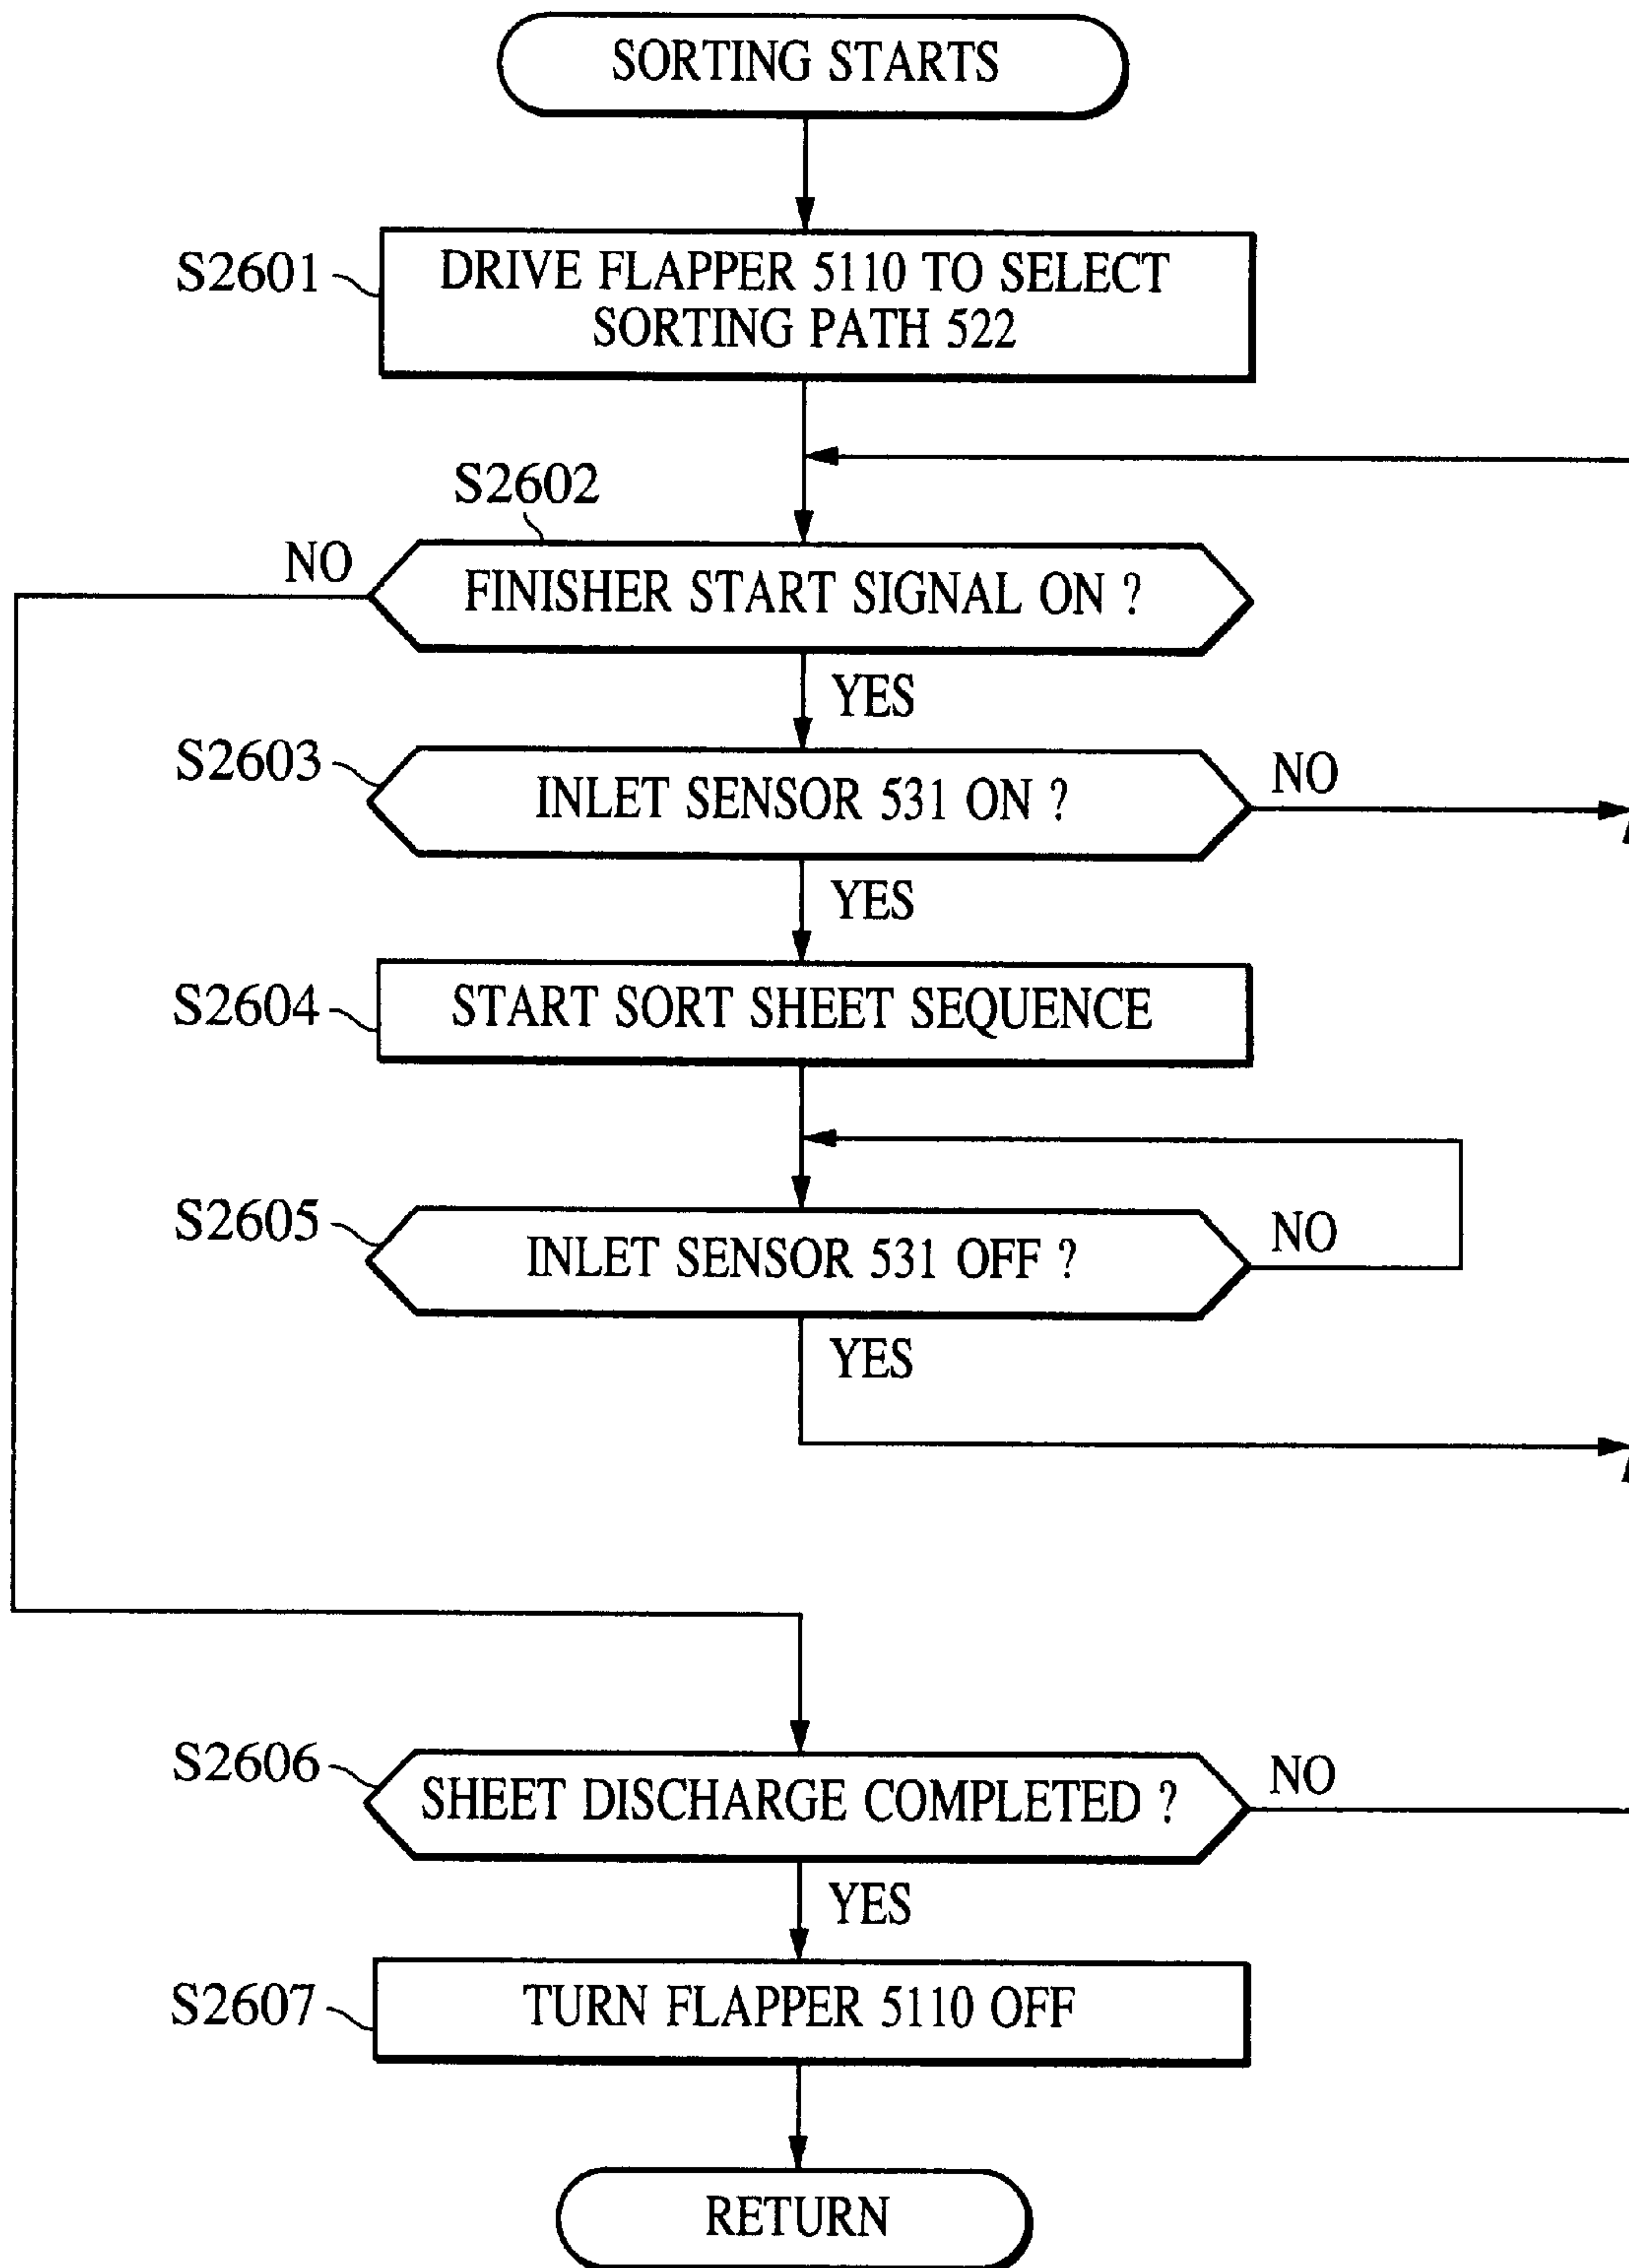 SORTING STARTS
S2601
DRIVE FLAPPER 5110 TO SELECT
SORTING PATH 522
S2602
NO
FINISHER START SIGNAL ON ?
YES
S2603
INLET SENSOR 531 ON ?
NO
YES
S2604
START SORT SHEET SEQUENCE
S2605
INLET SENSOR 531 OFF ?
NO
YES
S2606
SHEET DISCHARGE COMPLETED ?
NO
YES
S2607
TURN FLAPPER 5110 OFF
RETURN